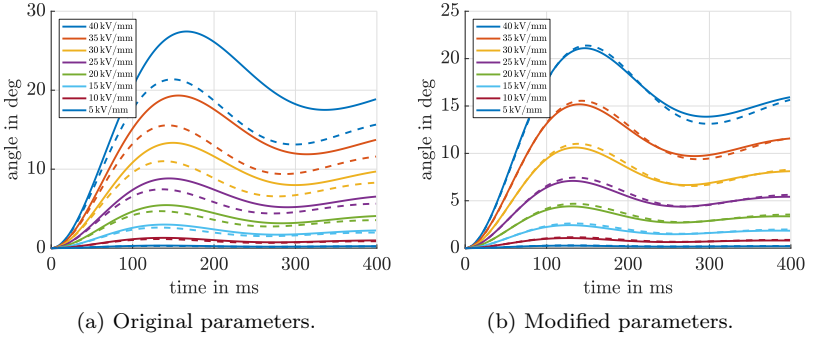 30
20
10
0
angle in deg
40 kV/mm
35 kV/mm
30 kV/mm
25 kV/mm
20 kV/mm
15 kV/mm
10 kV/mm
5 kV/mm
0 100 200 300 400
time in ms
(a) Original parameters.
25
20
15
10
5
0
angle in deg
40 kV/mm
35 kV/mm
30 kV/mm
25 kV/mm
20 kV/mm
15 kV/mm
10 kV/mm
5 kV/mm
0 100 200 300 400
time in ms
(b) Modified parameters.